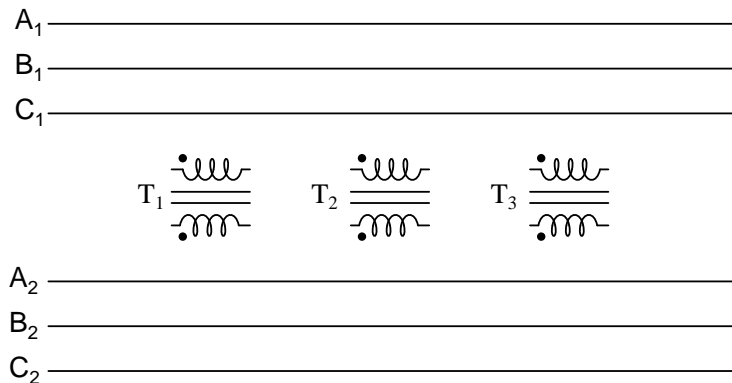 A₁
B₁
C₁
T₁ T₂ T₃
A₂
B₂
C₂